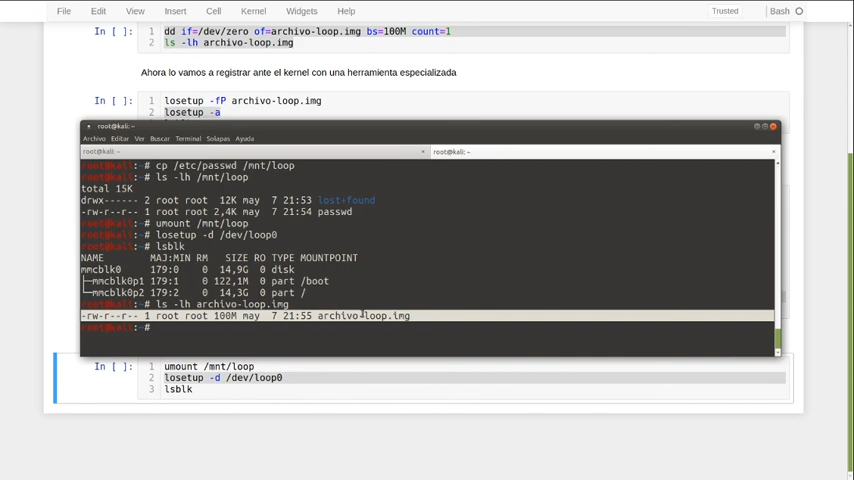 File Edit View Insert Cell Kernel Widgets Help Trusted Bash
In [ ]: 1 dd if=/dev/zero of=archivo-loop.img bs=100M count=1
2 ls -lh archivo-loop.img
Ahora lo vamos a registrar ante el kernel con una herramienta especializada
In [ ]: 1 losetup -fP archivo-loop.img
2 losetup -a
root@kali: ~
Archivo Editar Ver Buscar Terminal Solapas Ayuda
root@kali: ~ × root@kali: ~ ×
root@kali:~# cp /etc/passwd /mnt/loop
root@kali:~# ls -lh /mnt/loop
total 15K
drwx------ 2 root root 12K may 7 21:53 lost+found
-rw-r--r-- 1 root root 2,4K may 7 21:54 passwd
root@kali:~# umount /mnt/loop
root@kali:~# losetup -d /dev/loop0
root@kali:~# lsblk
NAME MAJ:MIN RM SIZE RO TYPE MOUNTPOINT
mmcblk0 179:0 0 14,9G 0 disk
├─mmcblk0p1 179:1 0 122,1M 0 part /boot
└─mmcblk0p2 179:2 0 14,3G 0 part /
root@kali:~# ls -lh archivo-loop.img
-rw-r--r-- 1 root root 100M may 7 21:55 archivo-loop.img
root@kali:~#
In [ ]: 1 umount /mnt/loop
2 losetup -d /dev/loop0
3 lsblk